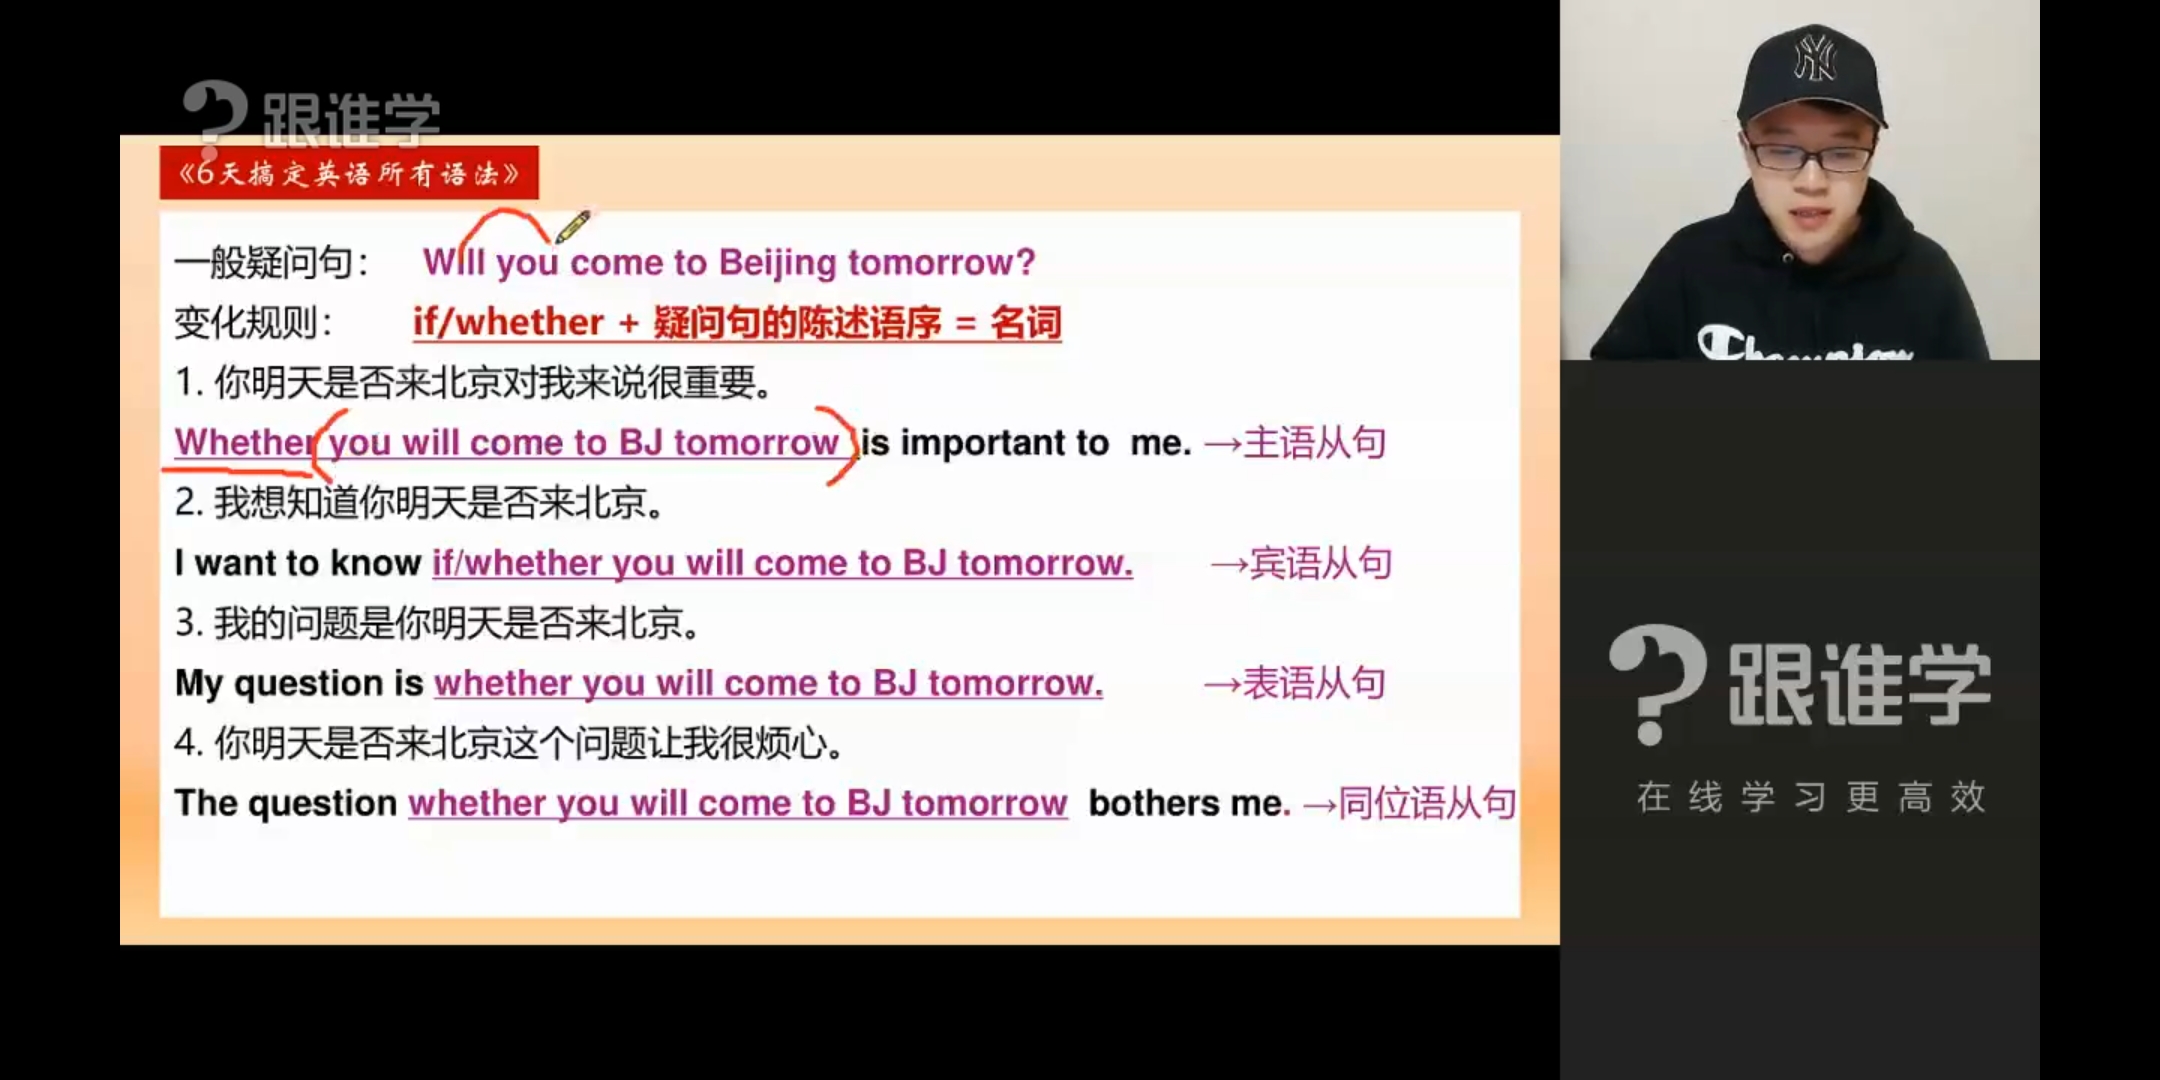 跟谁学
《6天搞定英语所有语法》
一般疑问句： Will you come to Beijing tomorrow?
变化规则： if/whether + 疑问句的陈述语序 = 名词
1. 你明天是否来北京对我来说很重要。
Whether you will come to BJ tomorrow is important to me. →主语从句
2. 我想知道你明天是否来北京。
I want to know if/whether you will come to BJ tomorrow. →宾语从句
3. 我的问题是你明天是否来北京。
My question is whether you will come to BJ tomorrow. →表语从句
4. 你明天是否来北京这个问题让我很烦心。
The question whether you will come to BJ tomorrow bothers me. →同位语从句
NY
Champion
跟谁学
在线学习更高效